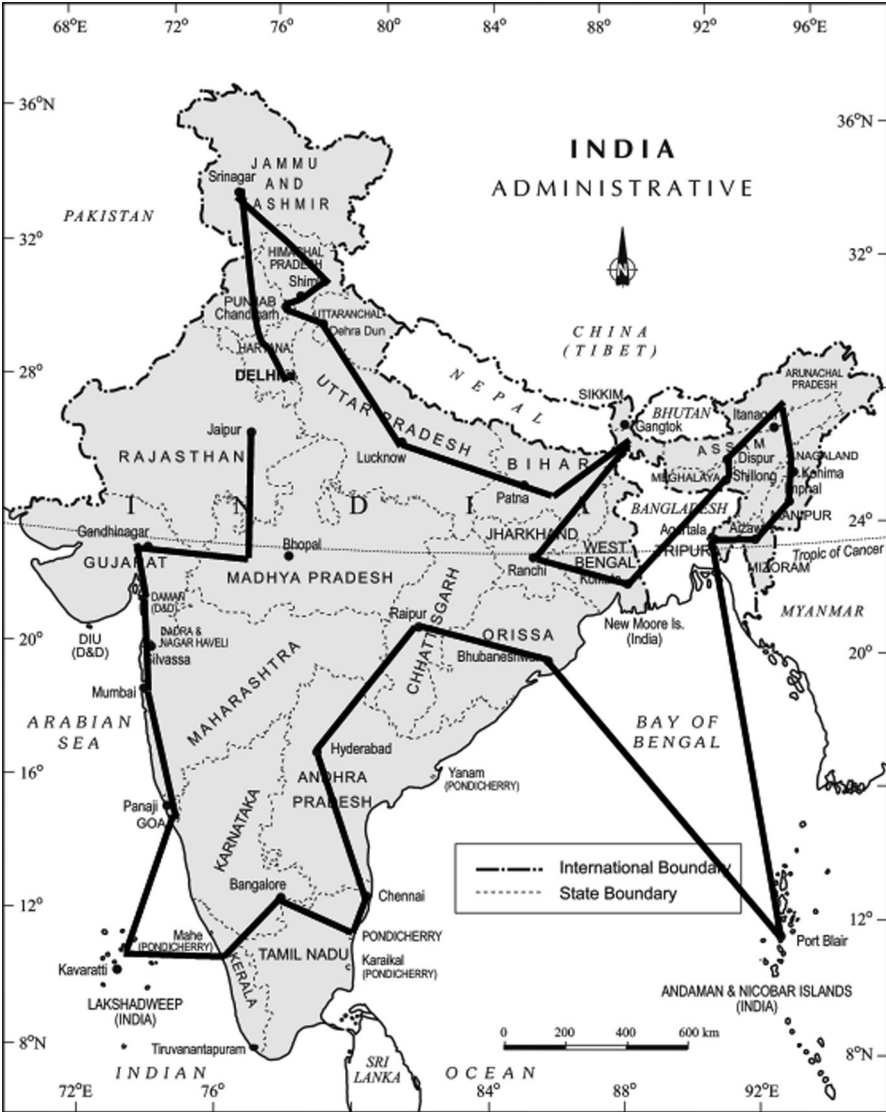 68°E
72°
76°
80°
84°
88°
92°
96°E
36°N
36°N
INDIA
ADMINISTRATIVE
JAMMU
AND
KASHMIR
Srinagar
PAKISTAN
N
32°
32°
HIMACHAL
PRADESH
PUNJAB
Chandigarh
UTTARANCHAL
Dehra Dun
CHINA
(TIBET)
HARYANA
28°
28°
DELHI
NEPAL
SIKKIM
Gangtok
BHUTAN
ARUNACHAL
PRADESH
Itanagar
UTTAR PRADESH
Jaipur
RAJASTHAN
Lucknow
BIHAR
Patna
ASSAM
Dispur
NAGALAND
Kohima
MEGHALAYA
Shillong
Imphal
MANIPUR
INDIA
BANGLADESH
24°
24°
Gandhinagar
GUJARAT
Bhopal
MADHYA PRADESH
JHARKHAND
Ranchi
WEST
BENGAL
Kolkata
Agartala
TRIPURA
Aizawl
MIZORAM
Tropic of Cancer
MYANMAR
DAMAN
(D&D)
DIU
(D&D)
DADRA &
NAGAR HAVELI
Silvassa
New Moore Is.
(India)
20°
20°
Raipur
CHHATTISGARH
ORISSA
Bhubaneshwar
Mumbai
MAHARASHTRA
ARABIAN
SEA
BAY OF
BENGAL
Hyderabad
ANDHRA
PRADESH
Yanam
(PONDICHERRY)
16°
16°
Panaji
GOA
KARNATAKA
International Boundary
State Boundary
12°
12°
Bangalore
Chennai
Mahe
(PONDICHERRY)
PONDICHERRY
TAMIL NADU
Karaikal
(PONDICHERRY)
KERALA
Port Blair
Kavaratti
LAKSHADWEEP
(INDIA)
ANDAMAN & NICOBAR ISLANDS
(INDIA)
0 200 400 600 km
8°N
8°N
Tiruvanantapuram
SRI
LANKA
INDIAN OCEAN
72°E
76°
84°
88°
92°E